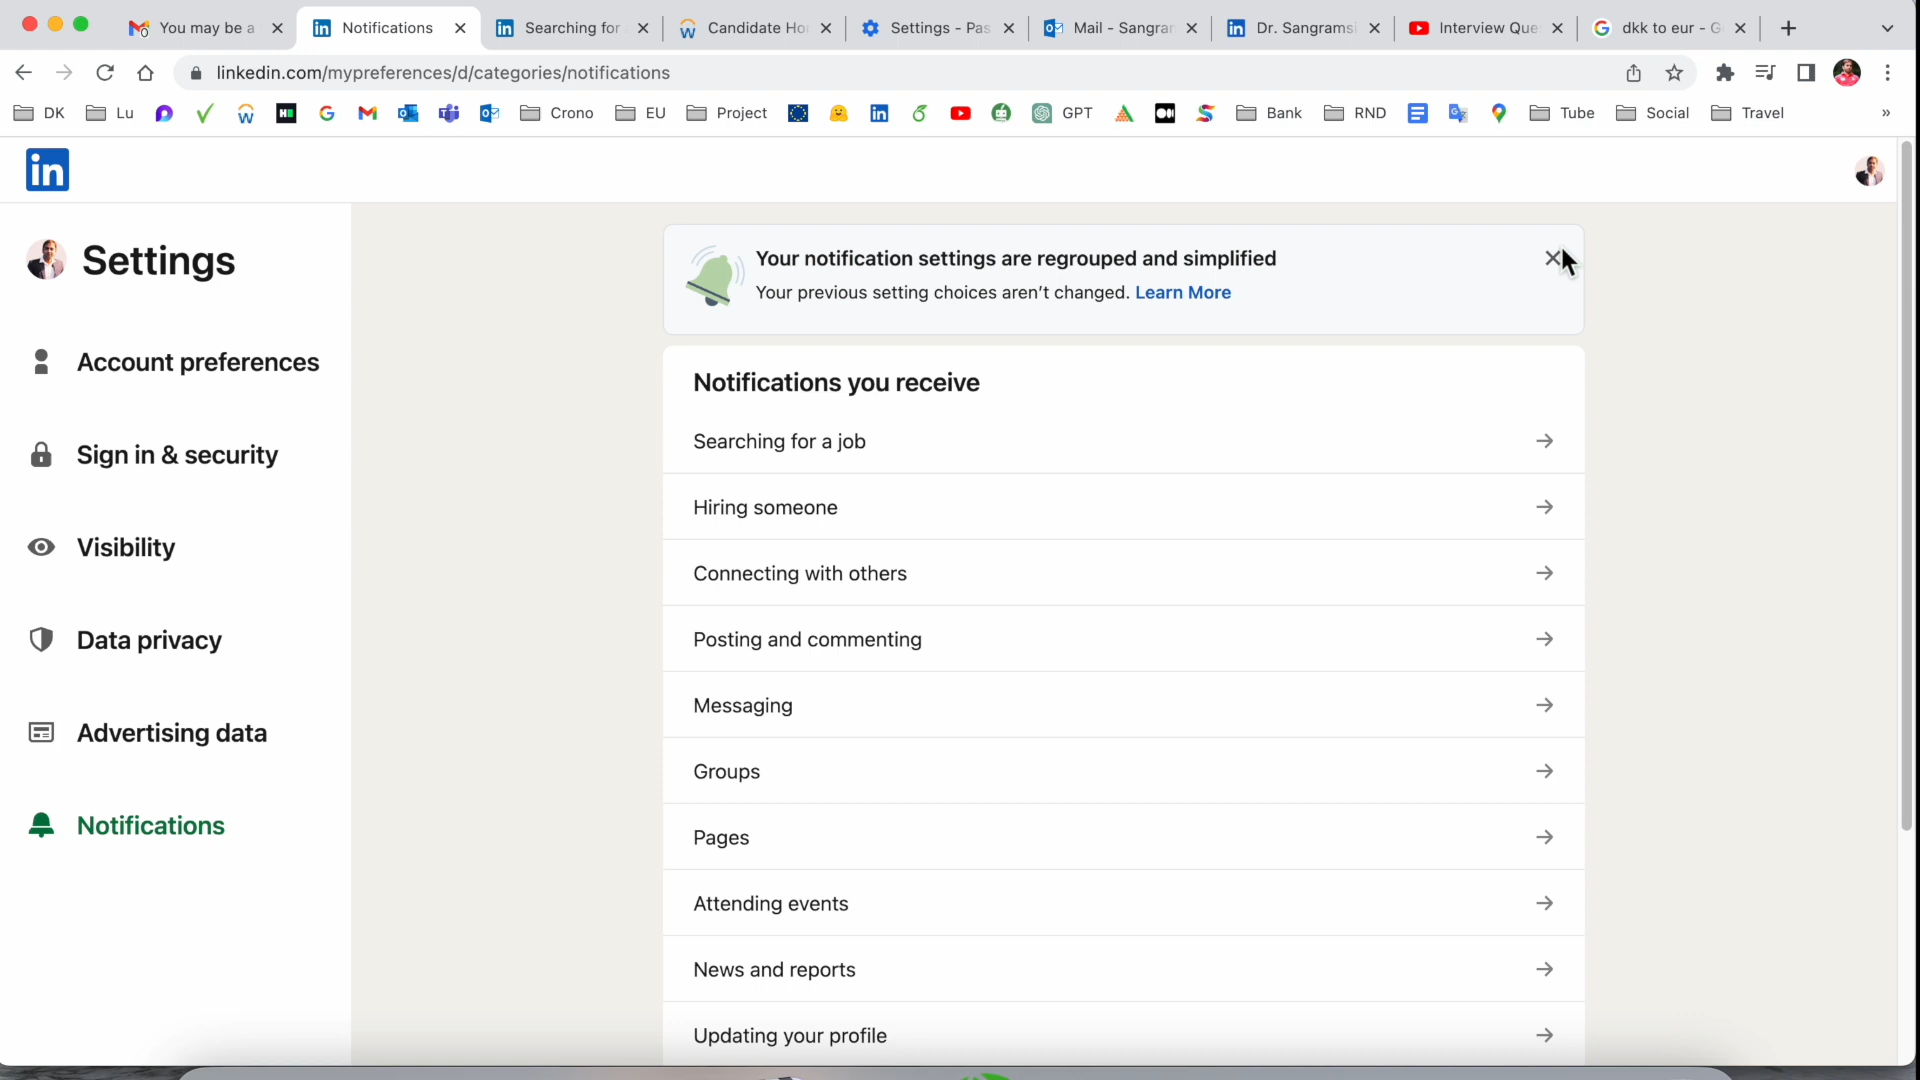 You may be a
Notifications
Searching for
Candidate Ho
Settings - Pas
Mail - Sangran
Dr. Sangramsi
Interview Que
dkk to eur - G
linkedin.com/mypreferences/d/categories/notifications
DK
Lu
Crono
EU
Project
GPT
Bank
RND
Tube
Social
Travel
in
Settings
Account preferences
Sign in & security
Visibility
Data privacy
Advertising data
Notifications
Your notification settings are regrouped and simplified
Your previous setting choices aren't changed. Learn More
Notifications you receive
Searching for a job
Hiring someone
Connecting with others
Posting and commenting
Messaging
Groups
Pages
Attending events
News and reports
Updating your profile